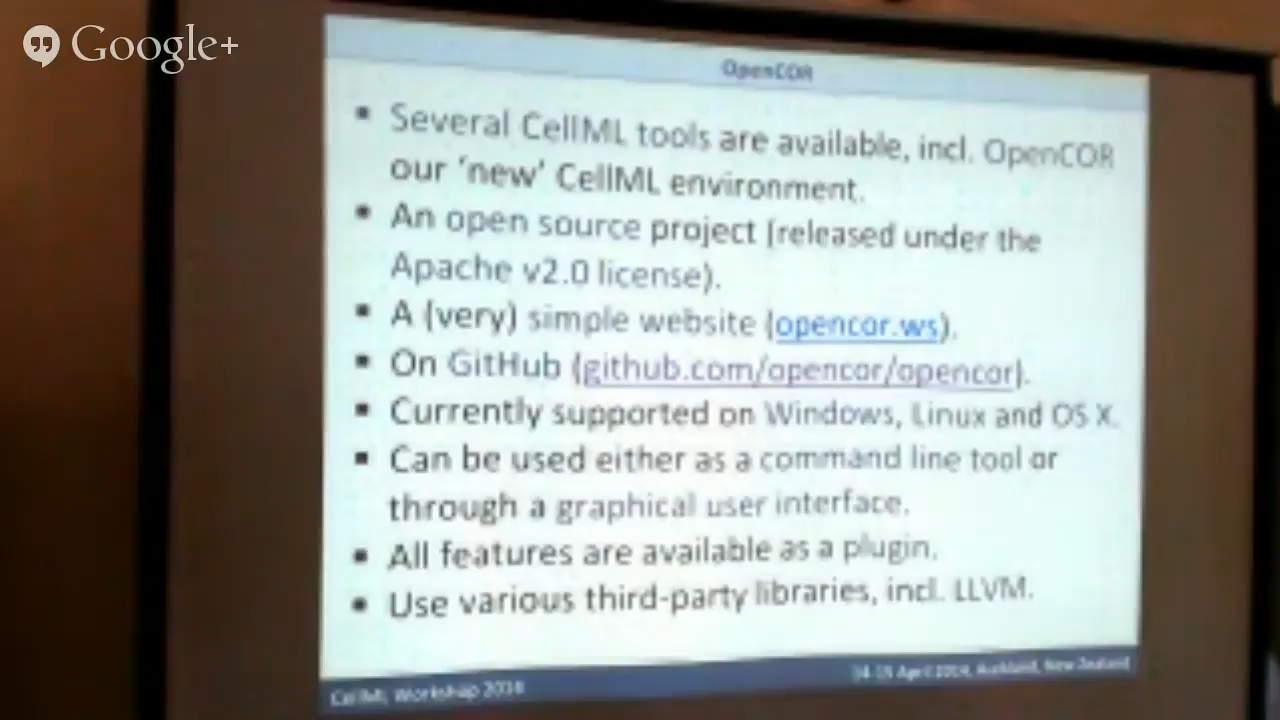 Google+
OpenCOR
▪ Several CellML tools are available, incl. OpenCOR
our ‘new’ CellML environment.
▪ An open source project (released under the
Apache v2.0 license).
▪ A (very) simple website (opencor.ws).
▪ On GitHub (github.com/opencor/opencor).
▪ Currently supported on Windows, Linux and OS X.
▪ Can be used either as a command line tool or
through a graphical user interface.
▪ All features are available as a plugin.
▪ Use various third-party libraries, incl. LLVM.
CellML Workshop 2014
April 2014, Auckland, New Zealand